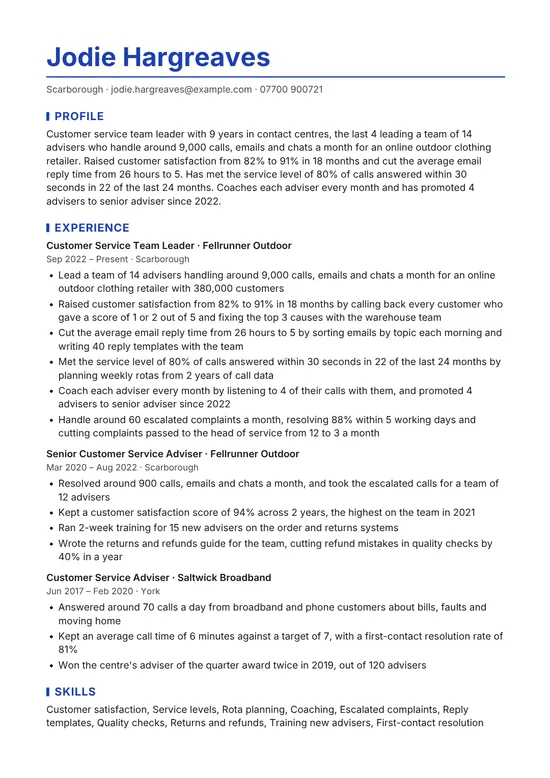 Jodie Hargreaves
Scarborough · jodie.hargreaves@example.com · 07700 900721
PROFILE
Customer service team leader with 9 years in contact centres, the last 4 leading a team of 14
advisers who handle around 9,000 calls, emails and chats a month for an online outdoor clothing
retailer. Raised customer satisfaction from 82% to 91% in 18 months and cut the average email
reply time from 26 hours to 5. Has met the service level of 80% of calls answered within 30
seconds in 22 of the last 24 months. Coaches each adviser every month and has promoted 4
advisers to senior adviser since 2022.
EXPERIENCE
Customer Service Team Leader · Fellrunner Outdoor
Sep 2022 – Present · Scarborough
• Lead a team of 14 advisers handling around 9,000 calls, emails and chats a month for an online
outdoor clothing retailer with 380,000 customers
• Raised customer satisfaction from 82% to 91% in 18 months by calling back every customer who
gave a score of 1 or 2 out of 5 and fixing the top 3 causes with the warehouse team
• Cut the average email reply time from 26 hours to 5 by sorting emails by topic each morning and
writing 40 reply templates with the team
• Met the service level of 80% of calls answered within 30 seconds in 22 of the last 24 months by
planning weekly rotas from 2 years of call data
• Coach each adviser every month by listening to 4 of their calls with them, and promoted 4
advisers to senior adviser since 2022
• Handle around 60 escalated complaints a month, resolving 88% within 5 working days and
cutting complaints passed to the head of service from 12 to 3 a month
Senior Customer Service Adviser · Fellrunner Outdoor
Mar 2020 – Aug 2022 · Scarborough
• Resolved around 900 calls, emails and chats a month, and took the escalated calls for a team of
12 advisers
• Kept a customer satisfaction score of 94% across 2 years, the highest on the team in 2021
• Ran 2-week training for 15 new advisers on the order and returns systems
• Wrote the returns and refunds guide for the team, cutting refund mistakes in quality checks by
40% in a year
Customer Service Adviser · Saltwick Broadband
Jun 2017 – Feb 2020 · York
• Answered around 70 calls a day from broadband and phone customers about bills, faults and
moving home
• Kept an average call time of 6 minutes against a target of 7, with a first-contact resolution rate of
81%
• Won the centre's adviser of the quarter award twice in 2019, out of 120 advisers
SKILLS
Customer satisfaction, Service levels, Rota planning, Coaching, Escalated complaints, Reply
templates, Quality checks, Returns and refunds, Training new advisers, First-contact resolution